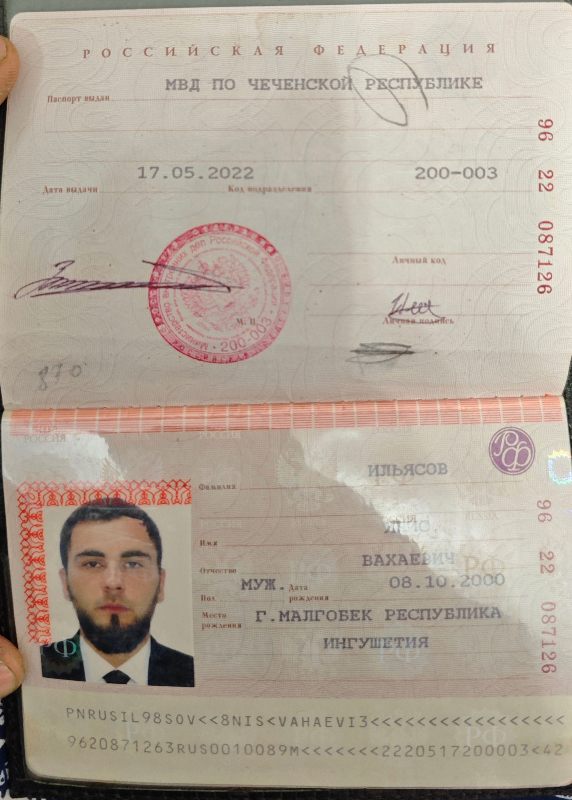 РОССИЙСКАЯ ФЕДЕРАЦИЯ
МВД ПО ЧЕЧЕНСКОЙ РЕСПУБЛИКЕ
Паспорт выдан
17.05.2022 200-003
Дата выдачи Код подразделения
96 22 087126
Личный код
М. П.
Личная подпись
200-003
870
РОССИЯ РОССИЯ
РФ
ИЛЬЯСОВ
Фамилия
Имя
ВАХАЕВИЧ
Отчество
МУЖ. Дата рождения 08.10.2000
Пол
Место рождения Г.МАЛГОБЕК РЕСПУБЛИКА
ИНГУШЕТИЯ
96 22 087126
PNRUSIL98SOV<<8NIS<VAHAEVI3<<<<<<<<<<<<<<<<<
9620871263RUS0010089M<<<<<<<2220517200003<42